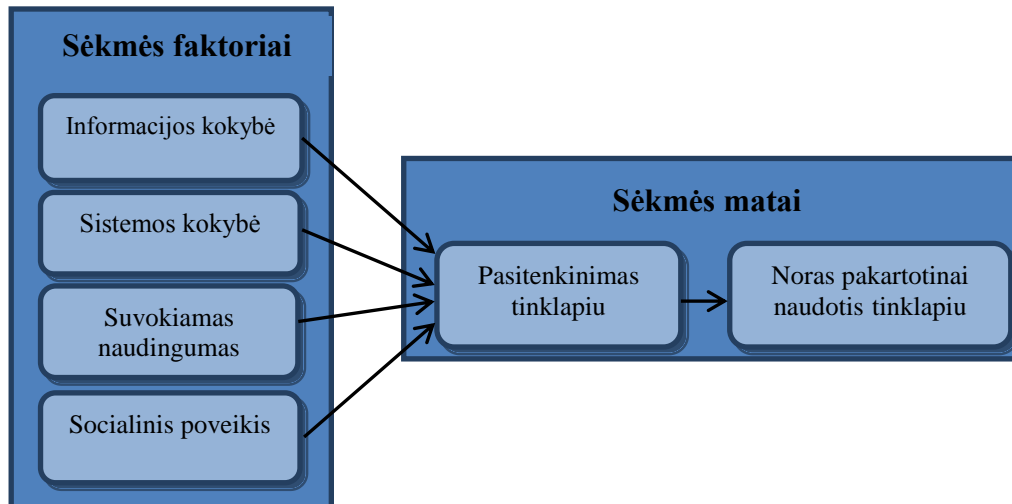 Sėkmės faktoriai
Informacijos kokybė
Sistemos kokybė
Suvokiamas
naudingumas
Socialinis poveikis
Sėkmės matai
Pasitenkinimas
tinklapiu
Noras pakartotinai
naudotis tinklapiu